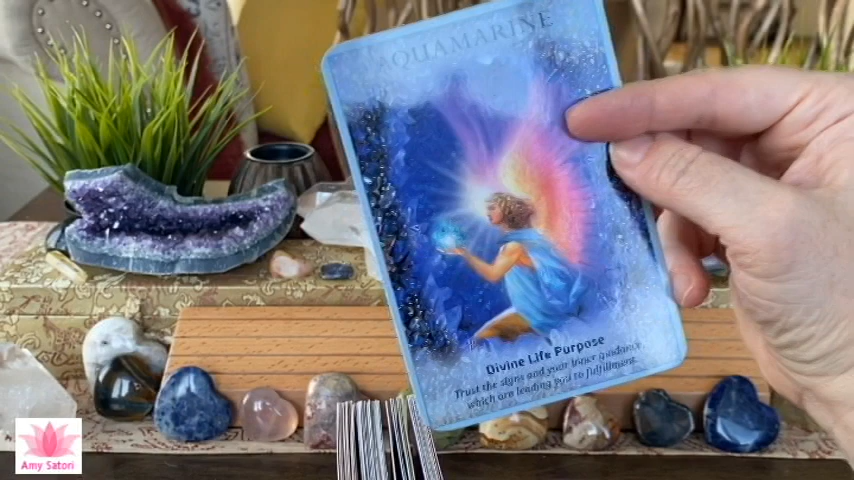 AQUAMARINE
Divine Life Purpose
Trust the signs and your inner guidance,
which are leading you to fulfillment.
Amy Satori